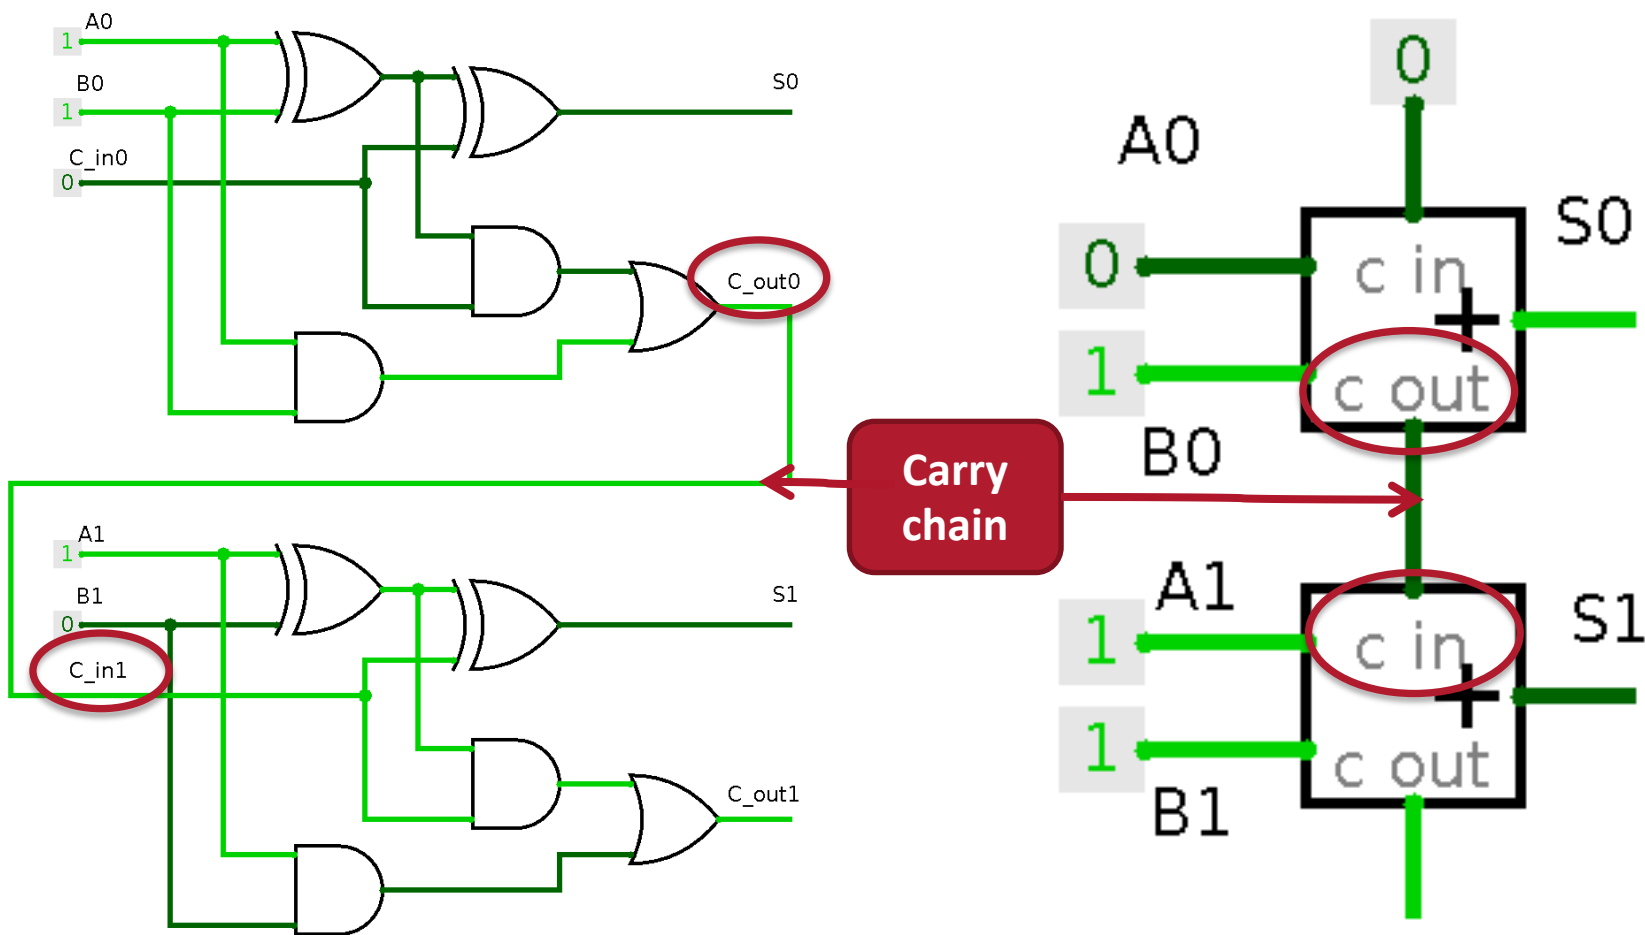 A0
1
B0
1
C_in0
0
S0
C_out0
A1
1
B1
0
C_in1
S1
C_out1
Carry
chain
0
A0
0
1
B0
c in
+
c out
S0
A1
1
1
B1
c in
+
c out
S1